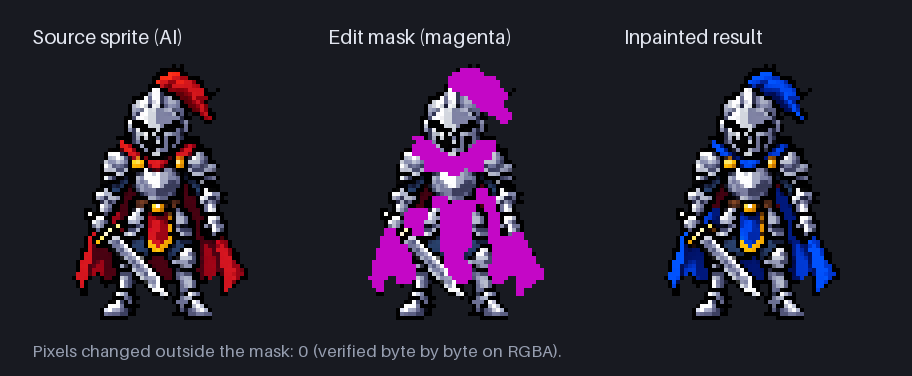 Source sprite (AI)
Edit mask (magenta)
Inpainted result
Pixels changed outside the mask: 0 (verified byte by byte on RGBA).